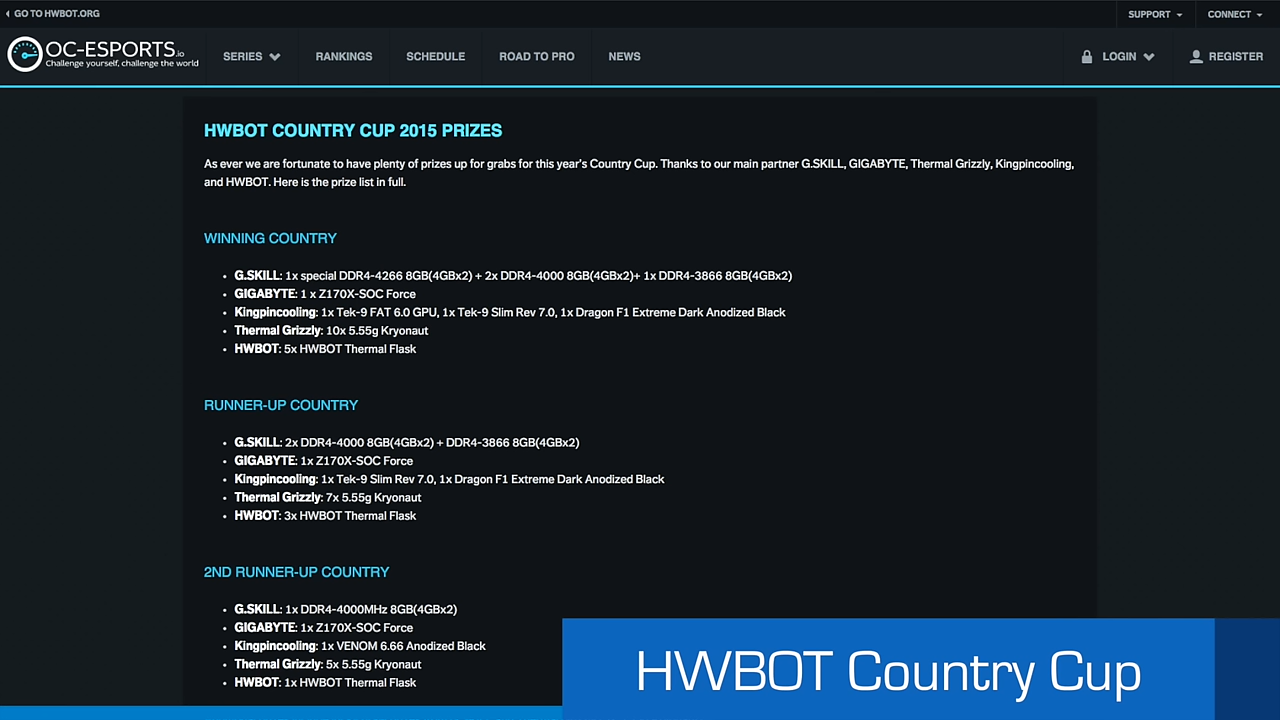 GO TO HWBOT.ORG
SUPPORT
CONNECT
OC-ESPORTS.io
Challenge yourself, challenge the world
SERIES
RANKINGS
SCHEDULE
ROAD TO PRO
NEWS
LOGIN
REGISTER
HWBOT COUNTRY CUP 2015 PRIZES
As ever we are fortunate to have plenty of prizes up for grabs for this year's Country Cup. Thanks to our main partner G.SKILL, GIGABYTE, Thermal Grizzly, Kingpincooling,
and HWBOT. Here is the prize list in full.
WINNING COUNTRY
• G.SKILL: 1x special DDR4-4266 8GB(4GBx2) + 2x DDR4-4000 8GB(4GBx2)+ 1x DDR4-3866 8GB(4GBx2)
• GIGABYTE: 1 x Z170X-SOC Force
• Kingpincooling: 1x Tek-9 FAT 6.0 GPU, 1x Tek-9 Slim Rev 7.0, 1x Dragon F1 Extreme Dark Anodized Black
• Thermal Grizzly: 10x 5.55g Kryonaut
• HWBOT: 5x HWBOT Thermal Flask
RUNNER-UP COUNTRY
• G.SKILL: 2x DDR4-4000 8GB(4GBx2) + DDR4-3866 8GB(4GBx2)
• GIGABYTE: 1x Z170X-SOC Force
• Kingpincooling: 1x Tek-9 Slim Rev 7.0, 1x Dragon F1 Extreme Dark Anodized Black
• Thermal Grizzly: 7x 5.55g Kryonaut
• HWBOT: 3x HWBOT Thermal Flask
2ND RUNNER-UP COUNTRY
• G.SKILL: 1x DDR4-4000MHz 8GB(4GBx2)
• GIGABYTE: 1x Z170X-SOC Force
• Kingpincooling: 1x VENOM 6.66 Anodized Black
• Thermal Grizzly: 5x 5.55g Kryonaut
• HWBOT: 1x HWBOT Thermal Flask
HWBOT Country Cup